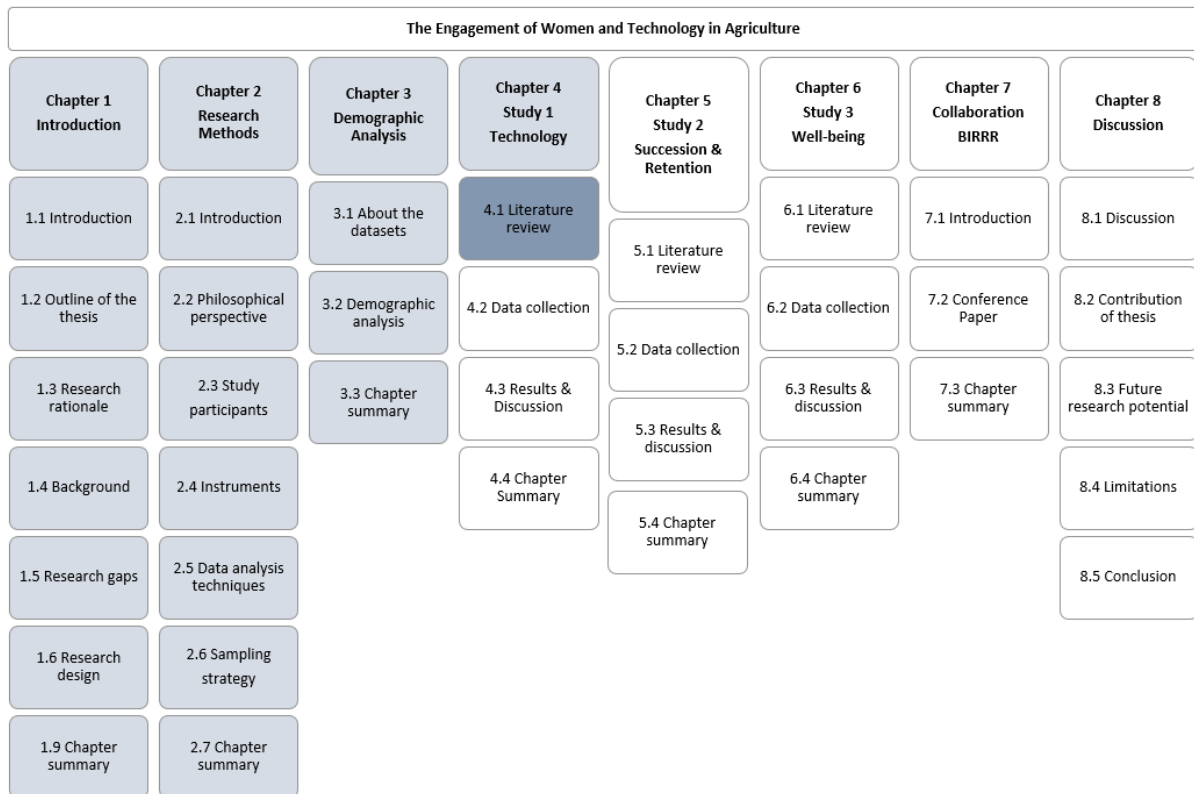 The Engagement of Women and Technology in Agriculture
Chapter 1
Introduction
1.1 Introduction
1.2 Outline of the
thesis
1.3 Research
rationale
1.4 Background
1.5 Research gaps
1.6 Research
design
1.9 Chapter
summary
Chapter 2
Research
Methods
2.1 Introduction
2.2 Philosophical
perspective
2.3 Study
participants
2.4 Instruments
2.5 Data analysis
techniques
2.6 Sampling
strategy
2.7 Chapter
summary
Chapter 3
Demographic
Analysis
3.1 About the
datasets
3.2 Demographic
analysis
3.3 Chapter
summary
Chapter 4
Study 1
Technology
4.1 Literature
review
4.2 Data collection
4.3 Results &
Discussion
4.4 Chapter
Summary
Chapter 5
Study 2
Succession &
Retention
5.1 Literature
review
5.2 Data collection
5.3 Results &
discussion
5.4 Chapter
summary
Chapter 6
Study 3
Well-being
6.1 Literature
review
6.2 Data collection
6.3 Results &
discussion
6.4 Chapter
summary
Chapter 7
Collaboration
BIRRR
7.1 Introduction
7.2 Conference
Paper
7.3 Chapter
summary
Chapter 8
Discussion
8.1 Discussion
8.2 Contribution
of thesis
8.3 Future
research potential
8.4 Limitations
8.5 Conclusion